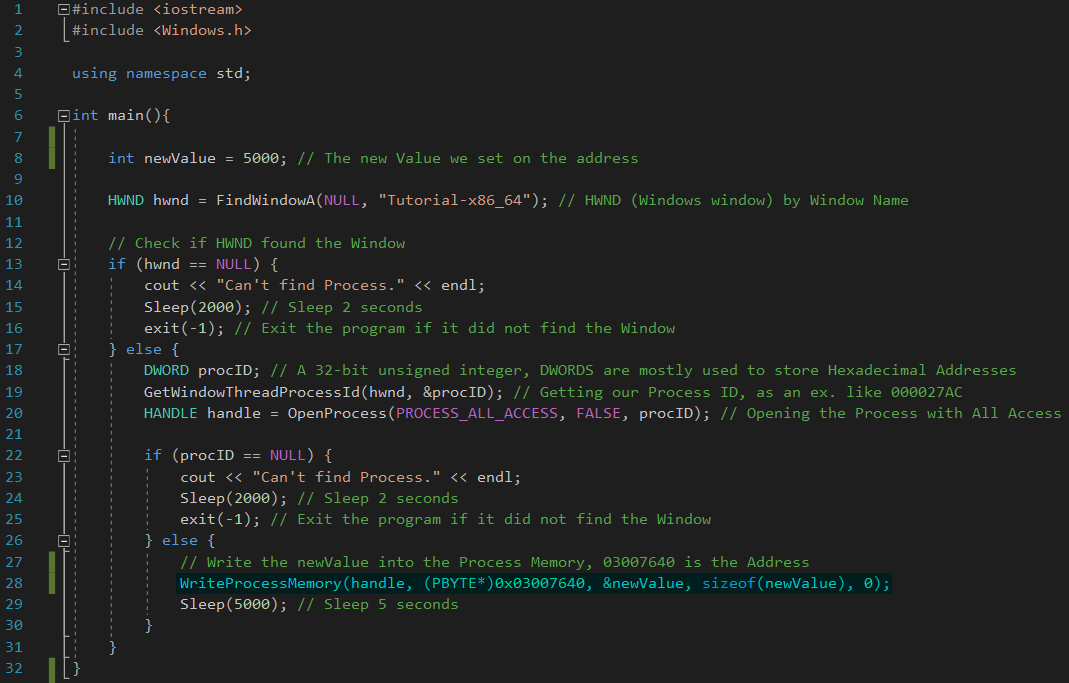 1 #include <iostream>
2 #include <Windows.h>
3
4 using namespace std;
5
6 int main(){
7
8 int newValue = 5000; // The new Value we set on the address
9
10 HWND hwnd = FindWindowA(NULL, "Tutorial-x86_64"); // HWND (Windows window) by Window Name
11
12 // Check if HWND found the Window
13 if (hwnd == NULL) {
14 cout << "Can't find Process." << endl;
15 Sleep(2000); // Sleep 2 seconds
16 exit(-1); // Exit the program if it did not find the Window
17 } else {
18 DWORD procID; // A 32-bit unsigned integer, DWORDS are mostly used to store Hexadecimal Addresses
19 GetWindowThreadProcessId(hwnd, &procID); // Getting our Process ID, as an ex. like 000027AC
20 HANDLE handle = OpenProcess(PROCESS_ALL_ACCESS, FALSE, procID); // Opening the Process with All Access
21
22 if (procID == NULL) {
23 cout << "Can't find Process." << endl;
24 Sleep(2000); // Sleep 2 seconds
25 exit(-1); // Exit the program if it did not find the Window
26 } else {
27 // Write the newValue into the Process Memory, 03007640 is the Address
28 WriteProcessMemory(handle, (PBYTE*)0x03007640, &newValue, sizeof(newValue), 0);
29 Sleep(5000); // Sleep 5 seconds
30 }
31 }
32 }